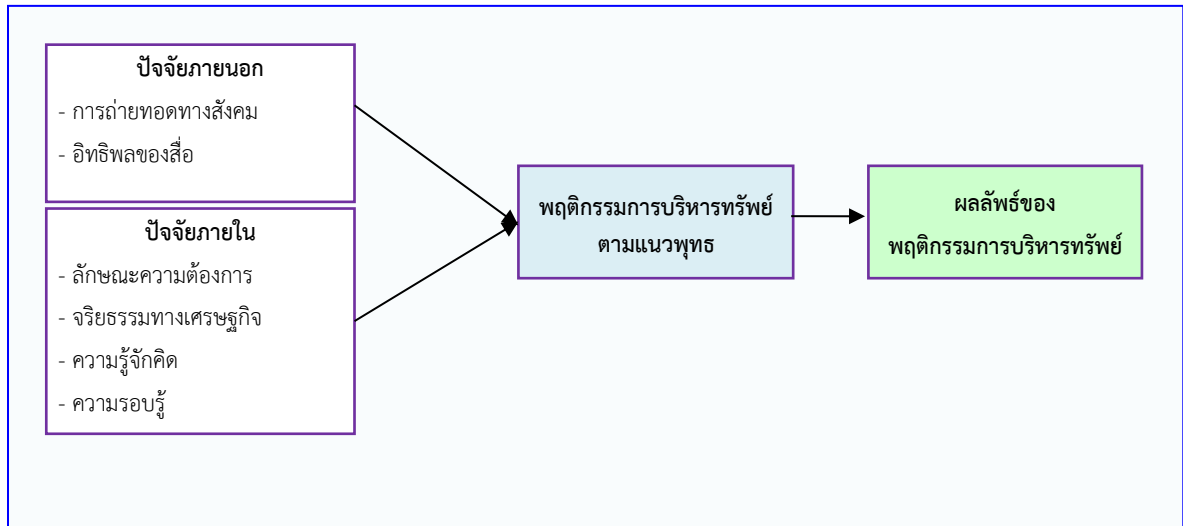 ปัจจัยภายนอก
- การถ่ายทอดทางสังคม
- อิทธิพลของสื่อ
ปัจจัยภายใน
- ลักษณะความต้องการ
- จริยธรรมทางเศรษฐกิจ
- ความรู้จักคิด
- ความรอบรู้
พฤติกรรมการบริหารทรัพย์
ตามแนวพุทธ
ผลลัพธ์ของ
พฤติกรรมการบริหารทรัพย์